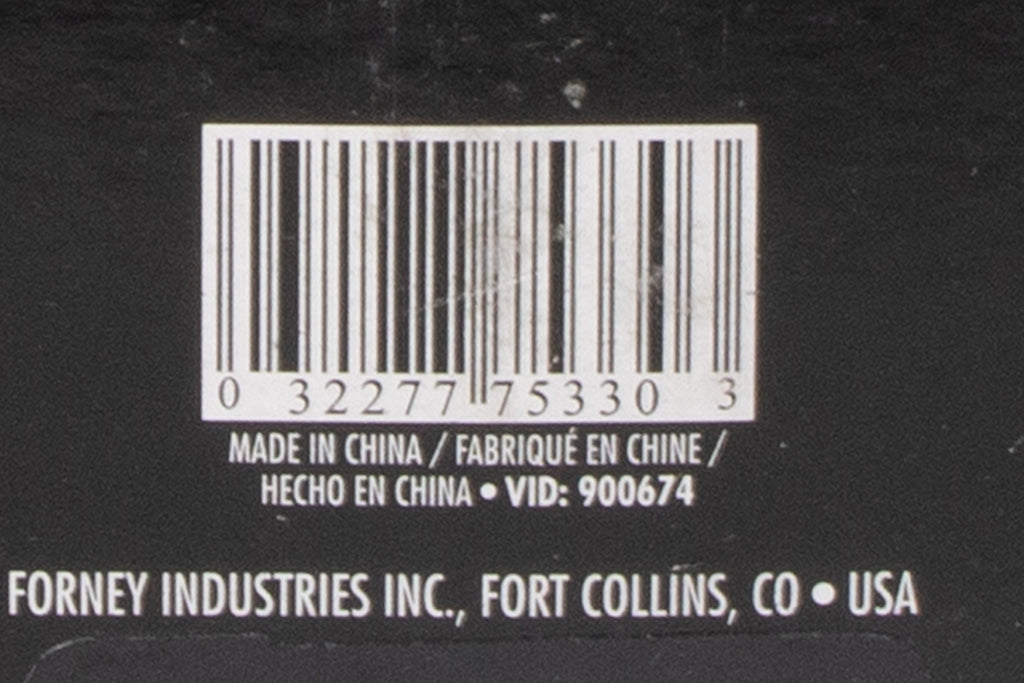 0 32277 75330 3
MADE IN CHINA / FABRIQUÉ EN CHINE /
HECHO EN CHINA • VID: 900674
FORNEY INDUSTRIES INC., FORT COLLINS, CO • USA